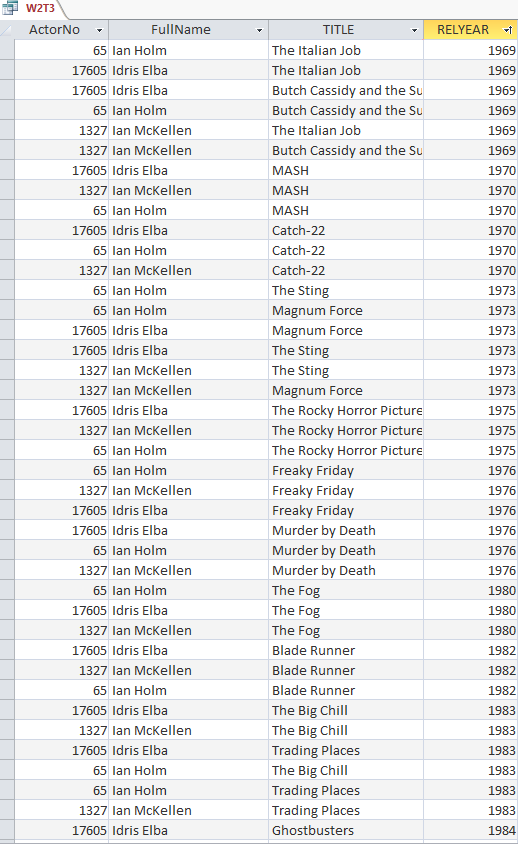 W2T3
ActorNo FullName TITLE RELYEAR
65 Ian Holm The Italian Job 1969
17605 Idris Elba The Italian Job 1969
17605 Idris Elba Butch Cassidy and the Su 1969
65 Ian Holm Butch Cassidy and the Su 1969
1327 Ian McKellen The Italian Job 1969
1327 Ian McKellen Butch Cassidy and the Su 1969
17605 Idris Elba MASH 1970
1327 Ian McKellen MASH 1970
65 Ian Holm MASH 1970
17605 Idris Elba Catch-22 1970
65 Ian Holm Catch-22 1970
1327 Ian McKellen Catch-22 1970
65 Ian Holm The Sting 1973
65 Ian Holm Magnum Force 1973
17605 Idris Elba Magnum Force 1973
17605 Idris Elba The Sting 1973
1327 Ian McKellen The Sting 1973
1327 Ian McKellen Magnum Force 1973
17605 Idris Elba The Rocky Horror Picture 1975
1327 Ian McKellen The Rocky Horror Picture 1975
65 Ian Holm The Rocky Horror Picture 1975
65 Ian Holm Freaky Friday 1976
1327 Ian McKellen Freaky Friday 1976
17605 Idris Elba Freaky Friday 1976
17605 Idris Elba Murder by Death 1976
65 Ian Holm Murder by Death 1976
1327 Ian McKellen Murder by Death 1976
65 Ian Holm The Fog 1980
17605 Idris Elba The Fog 1980
1327 Ian McKellen The Fog 1980
17605 Idris Elba Blade Runner 1982
1327 Ian McKellen Blade Runner 1982
65 Ian Holm Blade Runner 1982
17605 Idris Elba The Big Chill 1983
1327 Ian McKellen The Big Chill 1983
17605 Idris Elba Trading Places 1983
65 Ian Holm The Big Chill 1983
65 Ian Holm Trading Places 1983
1327 Ian McKellen Trading Places 1983
17605 Idris Elba Ghostbusters 1984